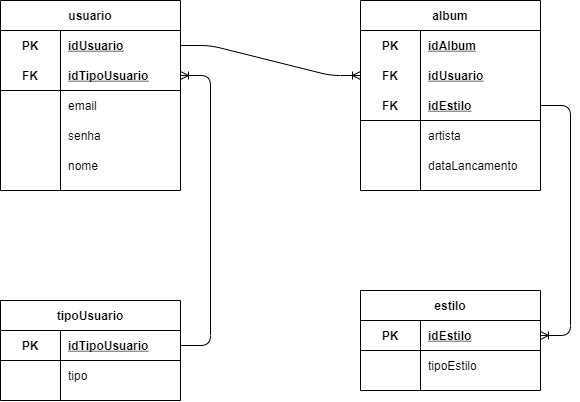 usuario
PK idUsuario
FK idTipoUsuario
email
senha
nome
album
PK idAlbum
FK idUsuario
FK idEstilo
artista
dataLancamento
tipoUsuario
PK idTipoUsuario
tipo
estilo
PK idEstilo
tipoEstilo